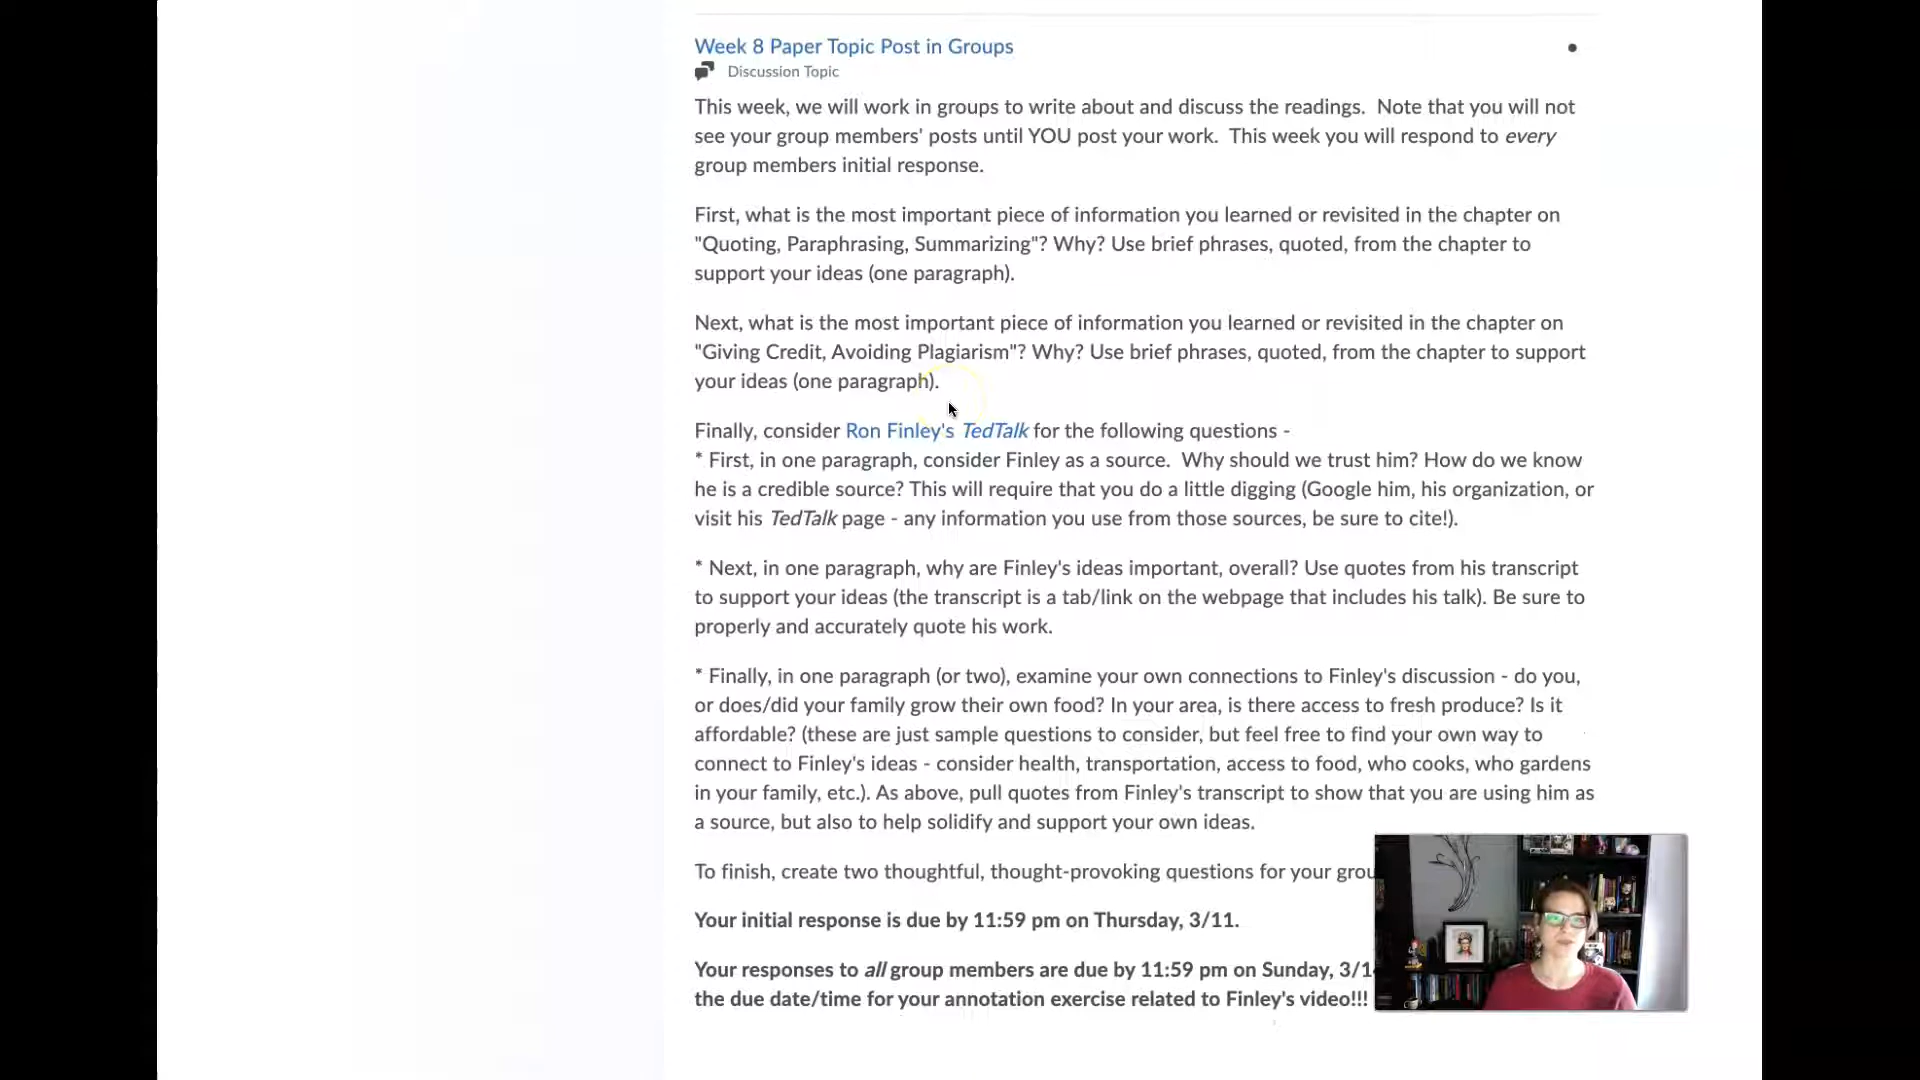 Week 8 Paper Topic Post in Groups
Discussion Topic
This week, we will work in groups to write about and discuss the readings.  Note that you will not
see your group members' posts until YOU post your work.  This week you will respond to every
group members initial response.
First, what is the most important piece of information you learned or revisited in the chapter on
"Quoting, Paraphrasing, Summarizing"? Why? Use brief phrases, quoted, from the chapter to
support your ideas (one paragraph).
Next, what is the most important piece of information you learned or revisited in the chapter on
"Giving Credit, Avoiding Plagiarism"? Why? Use brief phrases, quoted, from the chapter to support
your ideas (one paragraph).
Finally, consider Ron Finley's TedTalk for the following questions -
* First, in one paragraph, consider Finley as a source.  Why should we trust him? How do we know
he is a credible source? This will require that you do a little digging (Google him, his organization, or
visit his TedTalk page - any information you use from those sources, be sure to cite!).
* Next, in one paragraph, why are Finley's ideas important, overall? Use quotes from his transcript
to support your ideas (the transcript is a tab/link on the webpage that includes his talk). Be sure to
properly and accurately quote his work.
* Finally, in one paragraph (or two), examine your own connections to Finley's discussion - do you,
or does/did your family grow their own food? In your area, is there access to fresh produce? Is it
affordable? (these are just sample questions to consider, but feel free to find your own way to
connect to Finley's ideas - consider health, transportation, access to food, who cooks, who gardens
in your family, etc.). As above, pull quotes from Finley's transcript to show that you are using him as
a source, but also to help solidify and support your own ideas.
To finish, create two thoughtful, thought-provoking questions for your grou
Your initial response is due by 11:59 pm on Thursday, 3/11.
Your responses to all group members are due by 11:59 pm on Sunday, 3/1
the due date/time for your annotation exercise related to Finley's video!!!